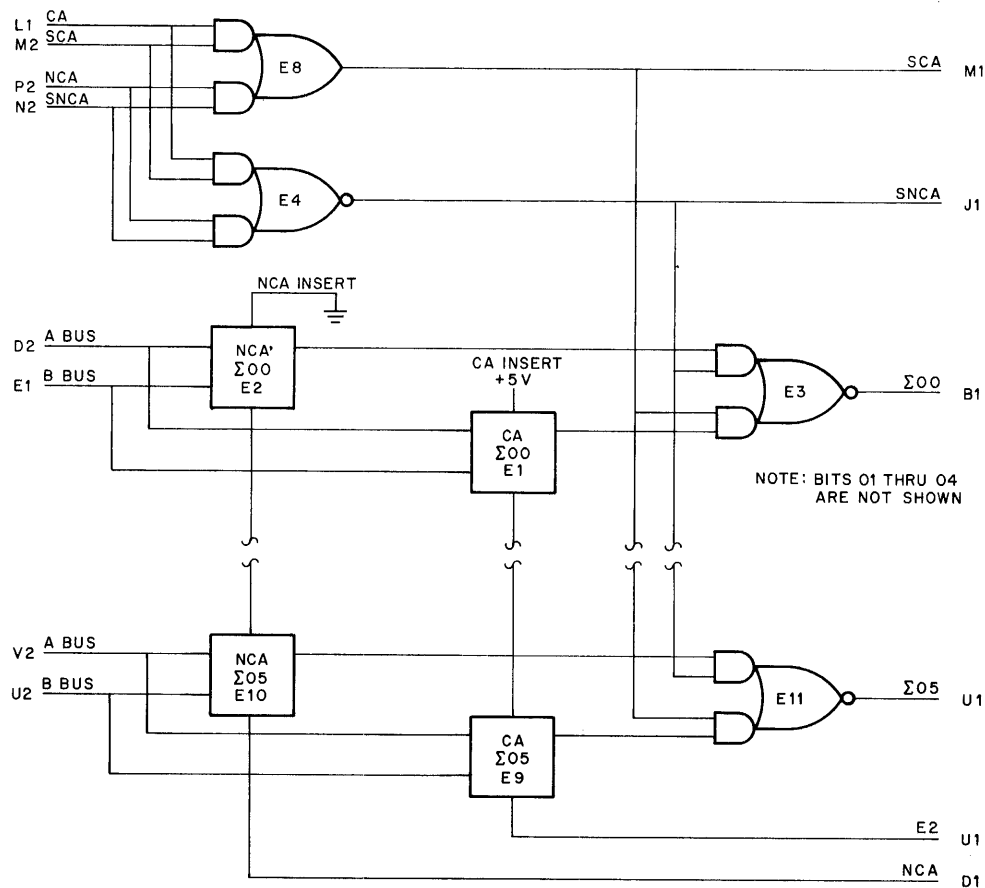 L1 CA
M2 SCA
P2 NCA
N2 SNCA
E8
SCA M1
E4
SNCA J1
NCA INSERT
D2 A BUS
E1 B BUS
NCA'
Σ00
E2
CA INSERT
+5V
CA
Σ00
E1
E3
Σ00 B1
NOTE: BITS 01 THRU 04
ARE NOT SHOWN
V2 A BUS
U2 B BUS
NCA
Σ05
E10
CA
Σ05
E9
E11
Σ05 U1
E2 U1
NCA D1